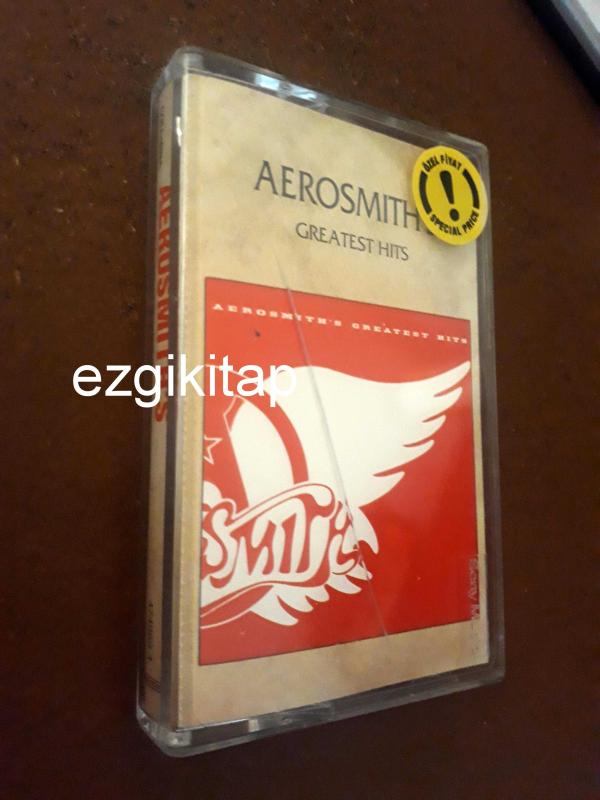 AEROSMITH
GREATEST HITS
ÖZEL FİYAT
!
SPECIAL PRICE
AEROSMITH'S GREATEST HITS
AEROSMITH'S
ezgikitap